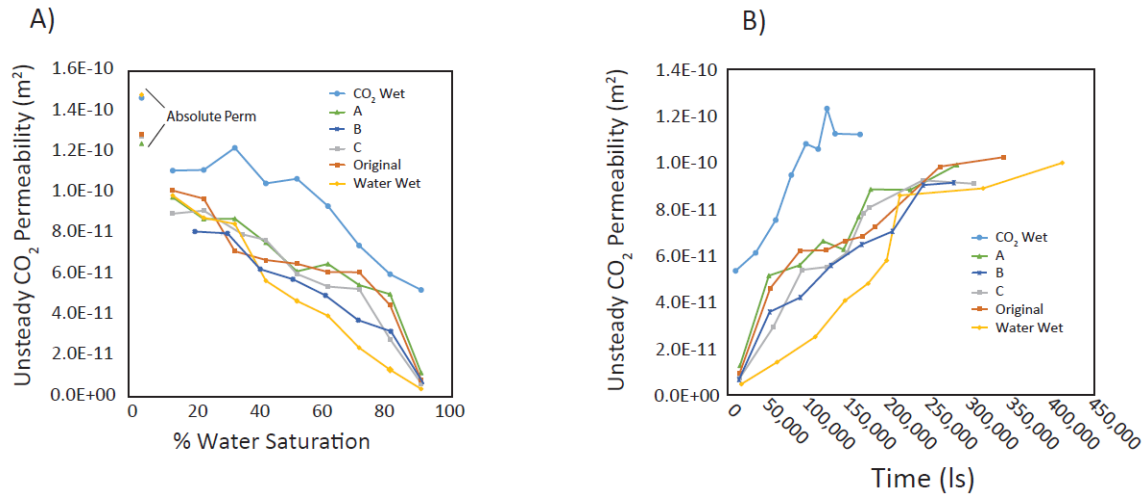 A)
Unsteady CO₂ Permeability (m²)
1.6E-10
1.4E-10
1.2E-10
1.0E-10
8.0E-11
6.0E-11
4.0E-11
2.0E-11
0.0E+00
Absolute Perm
CO₂ Wet
A
B
C
Original
Water Wet
0 20 40 60 80 100
% Water Saturation
B)
Unsteady CO₂ Permeability (m²)
1.4E-10
1.2E-10
1.0E-10
8.0E-11
6.0E-11
4.0E-11
2.0E-11
0.0E+00
CO₂ Wet
A
B
C
Original
Water Wet
0 50,000 100,000 150,000 200,000 250,000 300,000 350,000 400,000 450,000
Time (ls)